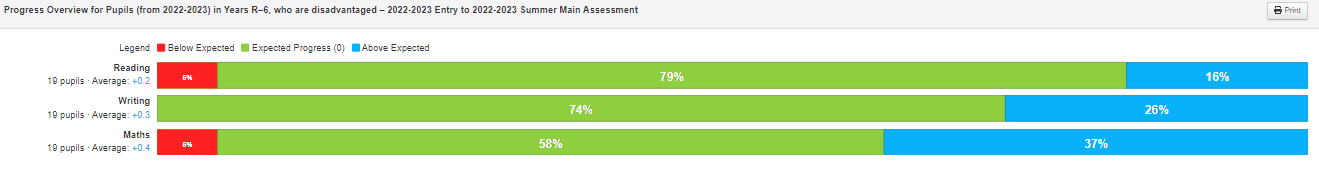 Progress Overview for Pupils (from 2022-2023) in Years R–6, who are disadvantaged – 2022-2023 Entry to 2022-2023 Summer Main Assessment
Print
Legend Below Expected Expected Progress (0) Above Expected
Reading
19 pupils · Average: +0.2
5% 79% 16%
Writing
19 pupils · Average: +0.3
74% 26%
Maths
19 pupils · Average: +0.4
5% 58% 37%